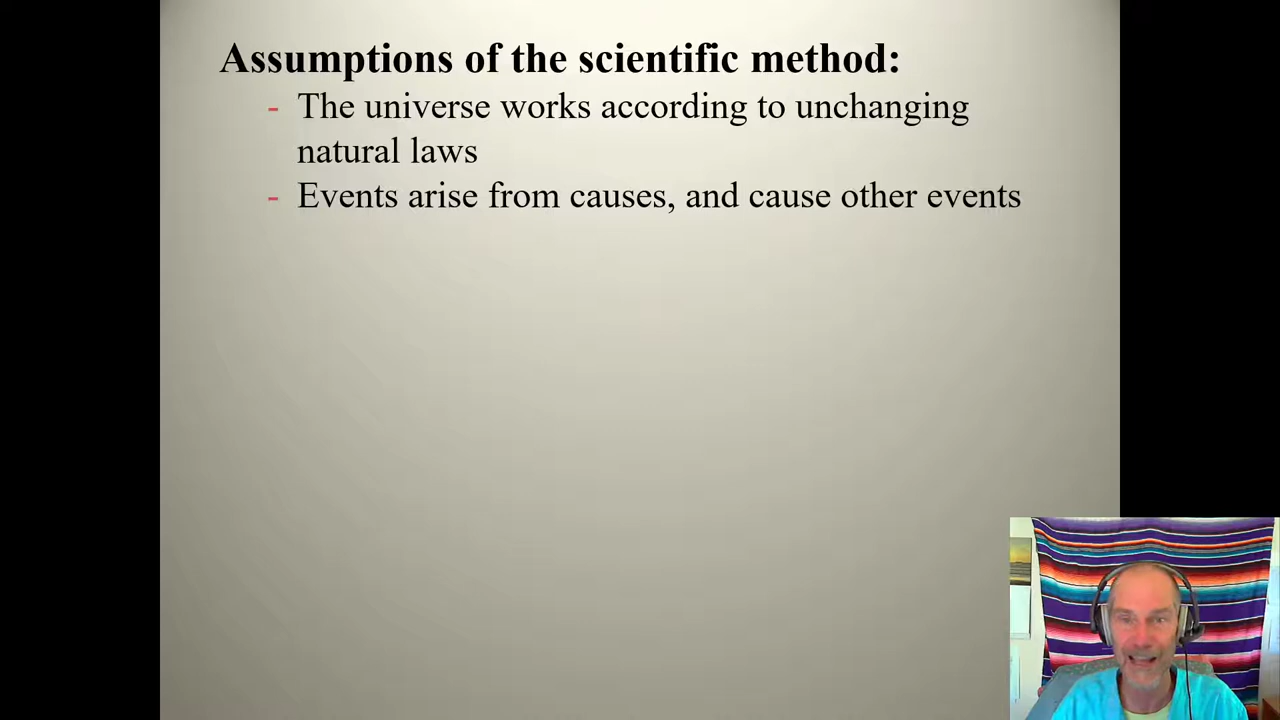 Assumptions of the scientific method:
- The universe works according to unchanging
natural laws
- Events arise from causes, and cause other events